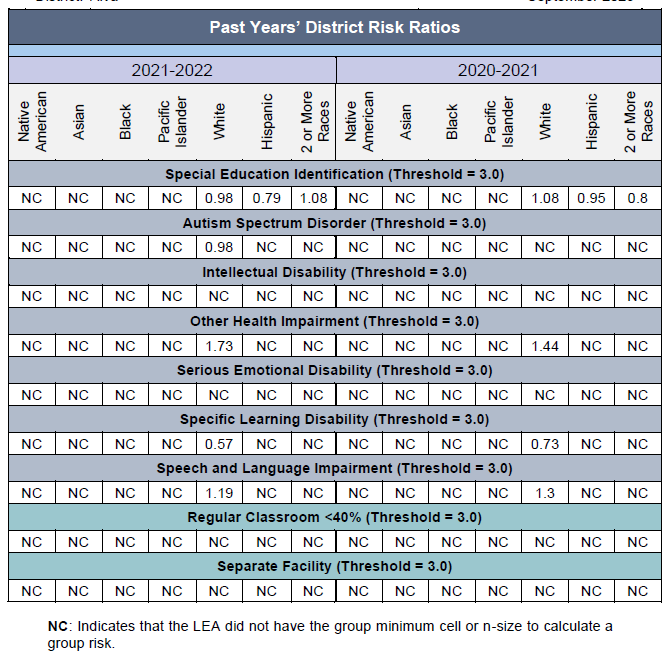 Past Years' District Risk Ratios
2021-2022 2020-2021
Native American Asian Black Pacific Islander White Hispanic 2 or More Races Native American Asian Black Pacific Islander White Hispanic 2 or More Races
Special Education Identification (Threshold = 3.0)
NC NC NC NC 0.98 0.79 1.08 NC NC NC NC 1.08 0.95 0.8
Autism Spectrum Disorder (Threshold = 3.0)
NC NC NC NC 0.98 NC NC NC NC NC NC NC NC NC
Intellectual Disability (Threshold = 3.0)
NC NC NC NC NC NC NC NC NC NC NC NC NC NC
Other Health Impairment (Threshold = 3.0)
NC NC NC NC 1.73 NC NC NC NC NC NC 1.44 NC NC
Serious Emotional Disability (Threshold = 3.0)
NC NC NC NC NC NC NC NC NC NC NC NC NC NC
Specific Learning Disability (Threshold = 3.0)
NC NC NC NC 0.57 NC NC NC NC NC NC 0.73 NC NC
Speech and Language Impairment (Threshold = 3.0)
NC NC NC NC 1.19 NC NC NC NC NC NC 1.3 NC NC
Regular Classroom <40% (Threshold = 3.0)
NC NC NC NC NC NC NC NC NC NC NC NC NC NC
Separate Facility (Threshold = 3.0)
NC NC NC NC NC NC NC NC NC NC NC NC NC NC
NC: Indicates that the LEA did not have the group minimum cell or n-size to calculate a
group risk.